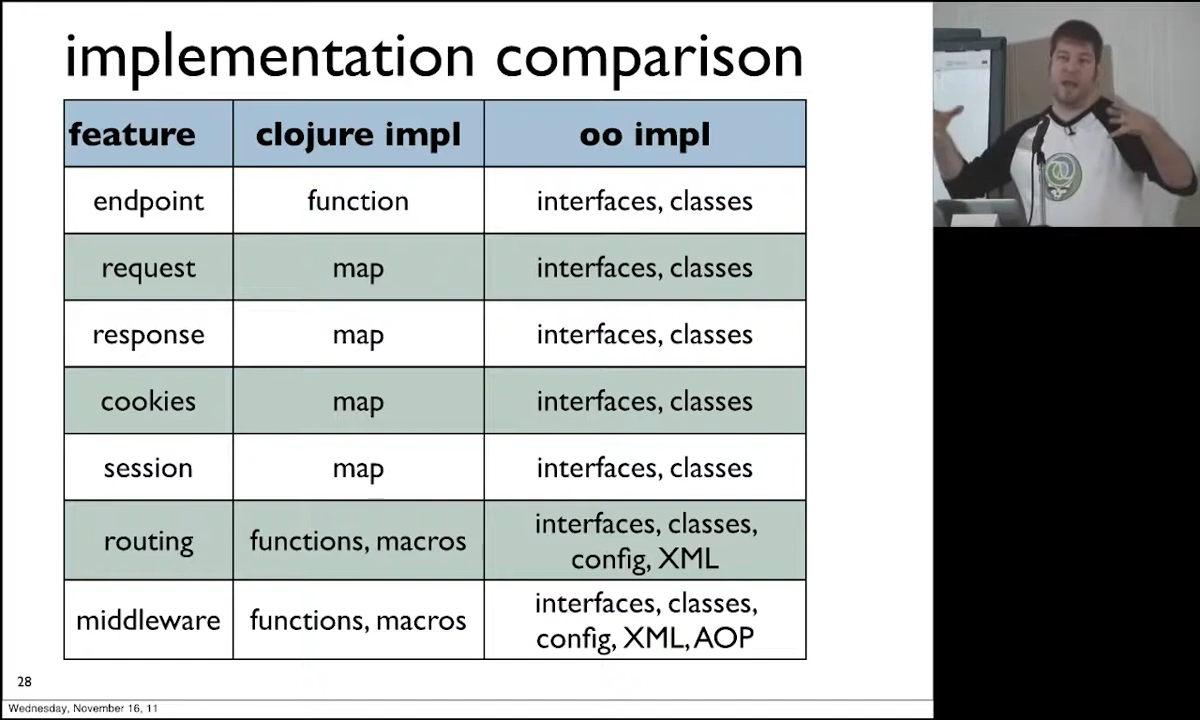 implementation comparison
feature clojure impl oo impl
endpoint function interfaces, classes
request map interfaces, classes
response map interfaces, classes
cookies map interfaces, classes
session map interfaces, classes
routing functions, macros interfaces, classes,
config, XML
middleware functions, macros interfaces, classes,
config, XML, AOP
28
Wednesday, November 16, 11